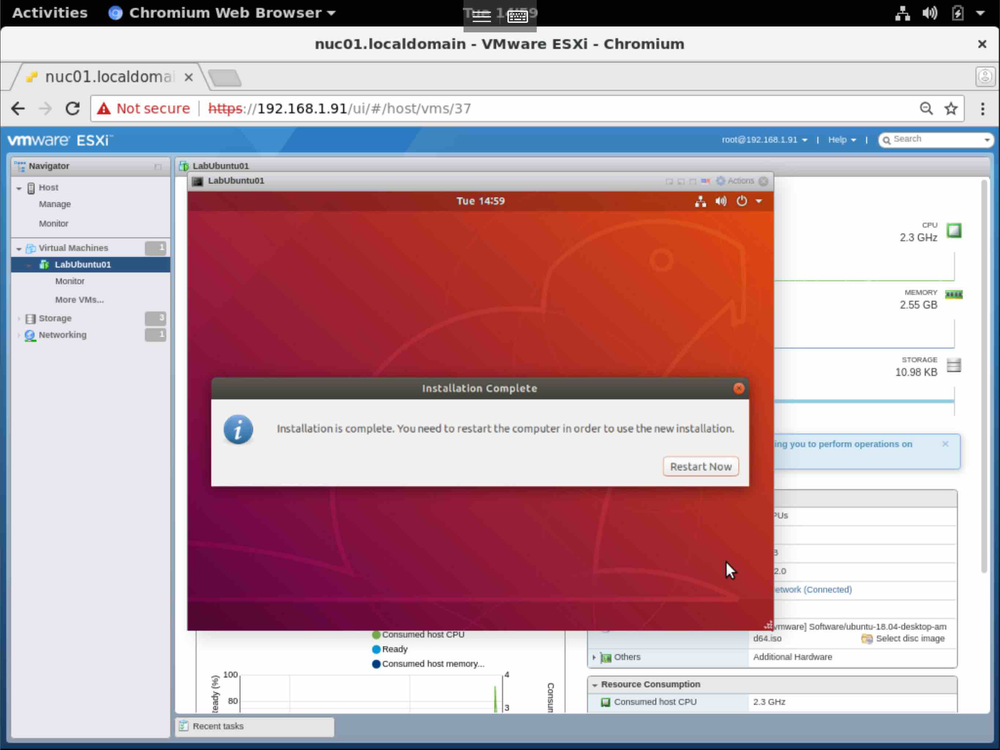 Activities
Chromium Web Browser
Tue 14:59
nuc01.localdomain - VMware ESXi - Chromium
nuc01.localdomai
Not secure
https://192.168.1.91/ui/#/host/vms/37
vmware ESXi
root@192.168.1.91
Help
Search
Navigator
Host
Manage
Monitor
Virtual Machines 1
LabUbuntu01
Monitor
More VMs...
Storage 3
Networking 1
LabUbuntu01
LabUbuntu01
Actions
Tue 14:59
Installation Complete
Installation is complete. You need to restart the computer in order to use the new installation.
Restart Now
CPU
2.3 GHz
MEMORY
2.55 GB
STORAGE
10.98 KB
ing you to perform operations on
PUs
3
2.0
etwork (Connected)
vmware] Software/ubuntu-18.04-desktop-am
d64.iso
Select disc image
Others
Additional Hardware
Resource Consumption
Consumed host CPU
2.3 GHz
Consumed host CPU
Ready
Consumed host memory...
100
80
eady (%)
4
3
Consun
Recent tasks